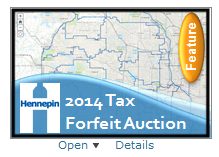 Feature
Hennepin
2014 Tax
Forfeit Auction
Open ▼ Details